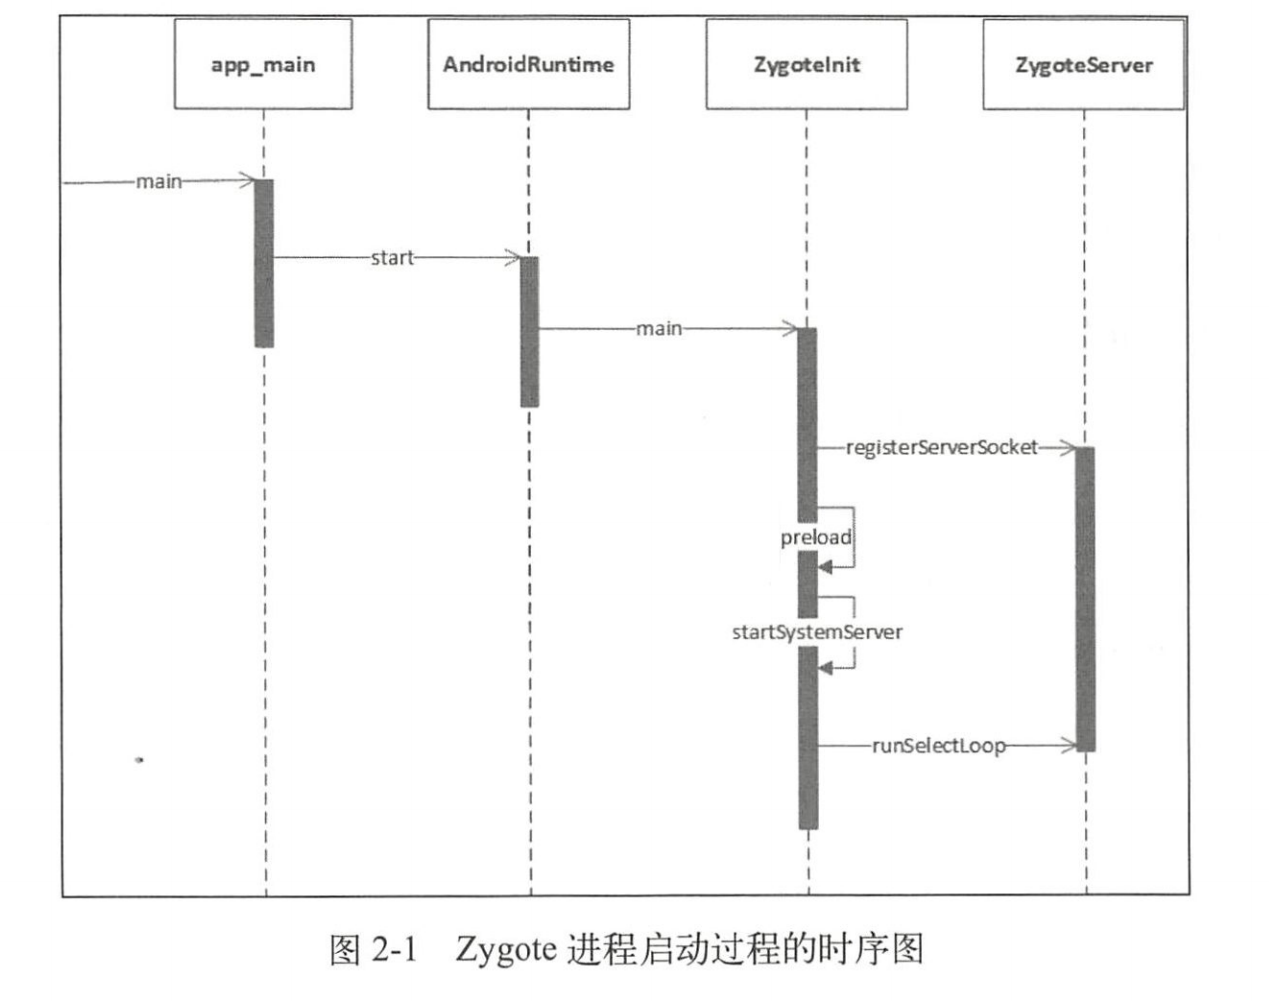 app_main AndroidRuntime ZygoteInit ZygoteServer
main
start
main
registerServerSocket
preload
startSystemServer
runSelectLoop
图 2-1 Zygote 进程启动过程的时序图